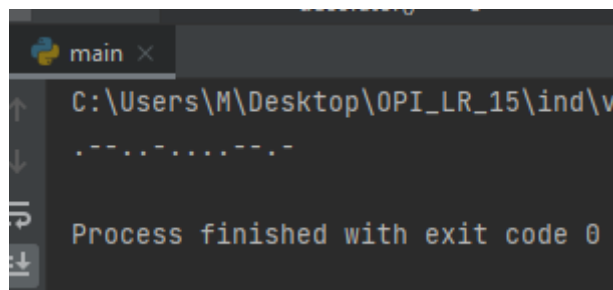 main
C:\Users\M\Desktop\OPI_LR_15\ind\v
.--..-....--.-
Process finished with exit code 0